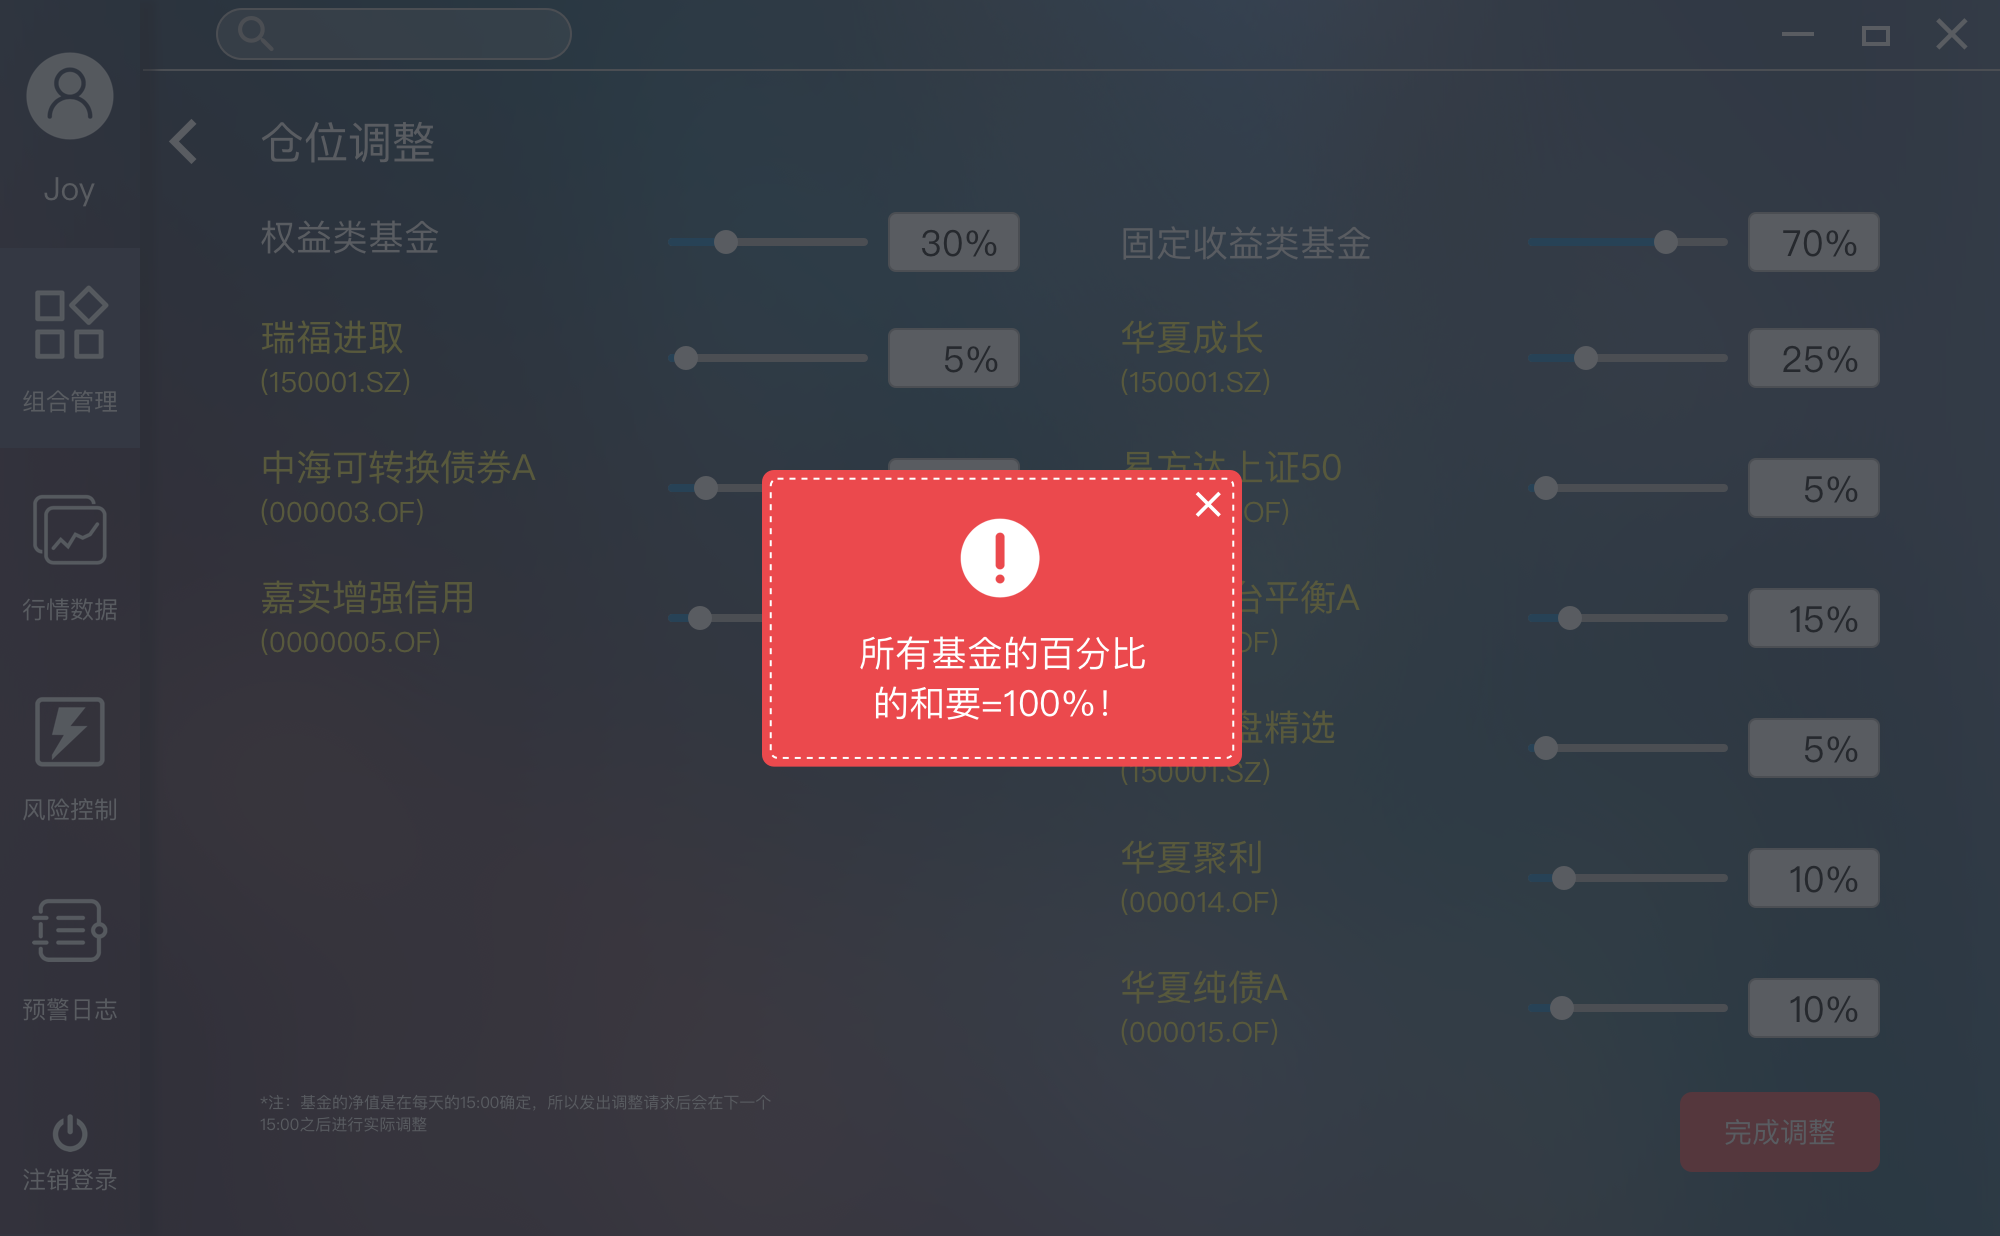 Joy
组合管理
行情数据
风险控制
预警日志
注销登录
仓位调整
权益类基金
30%
瑞福进取
5%
(150001.SZ)
中海可转换债券A
(000003.OF)
嘉实增强信用
(0000005.OF)
固定收益类基金
70%
华夏成长
25%
(150001.SZ)
易方达上证50
5%
OF)
台平衡A
15%
OF)
盘精选
5%
(150001.SZ)
华夏聚利
10%
(000014.OF)
华夏纯债A
10%
(000015.OF)
所有基金的百分比
的和要=100%！
*注：基金的净值是在每天的15:00确定，所以发出调整请求后会在下一个
15:00之后进行实际调整
完成调整